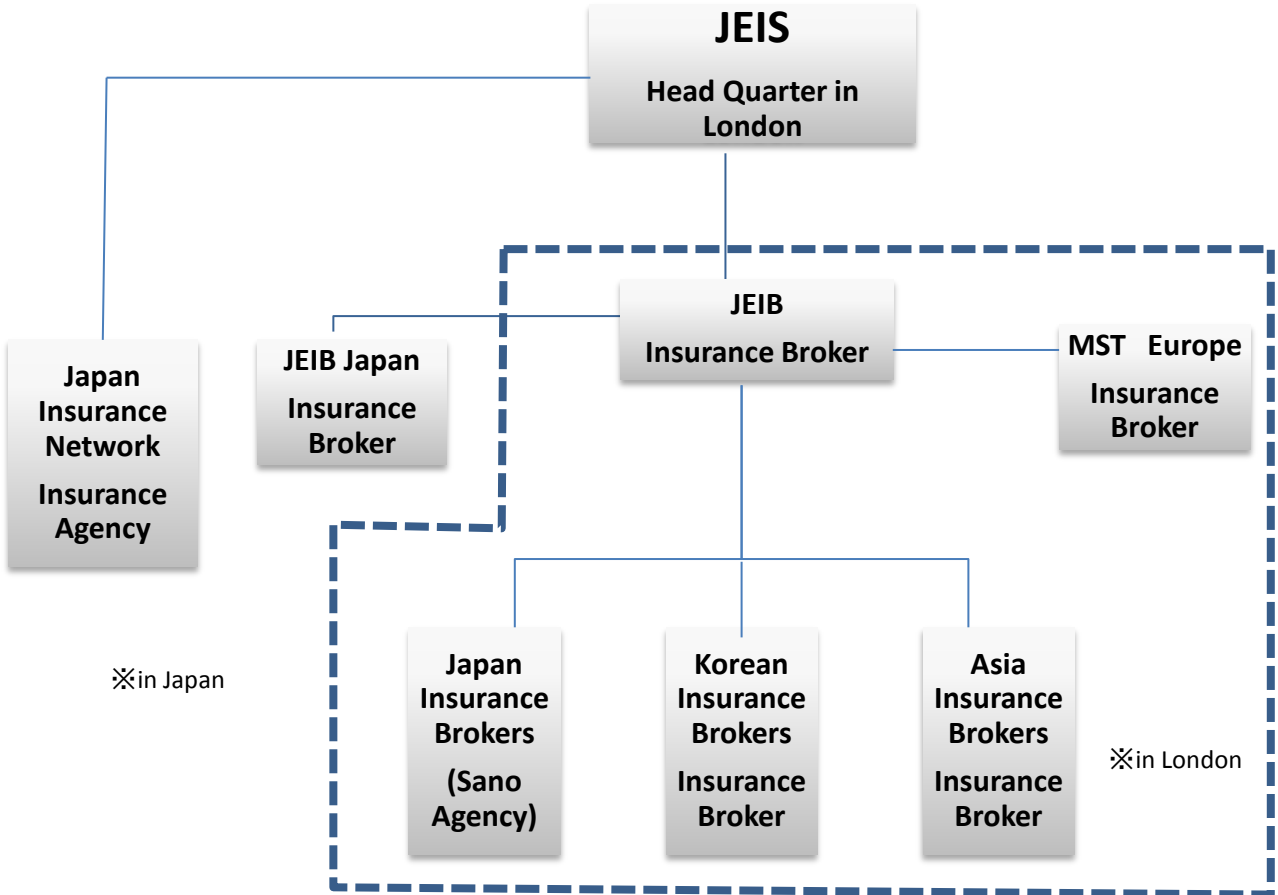 JEIS
Head Quarter in
London
JEIB
Insurance Broker
MST Europe
Insurance
Broker
JEIB Japan
Insurance
Broker
Japan
Insurance
Network
Insurance
Agency
※in Japan
Japan
Insurance
Brokers
(Sano
Agency)
Korean
Insurance
Brokers
Insurance
Broker
Asia
Insurance
Brokers
Insurance
Broker
※in London